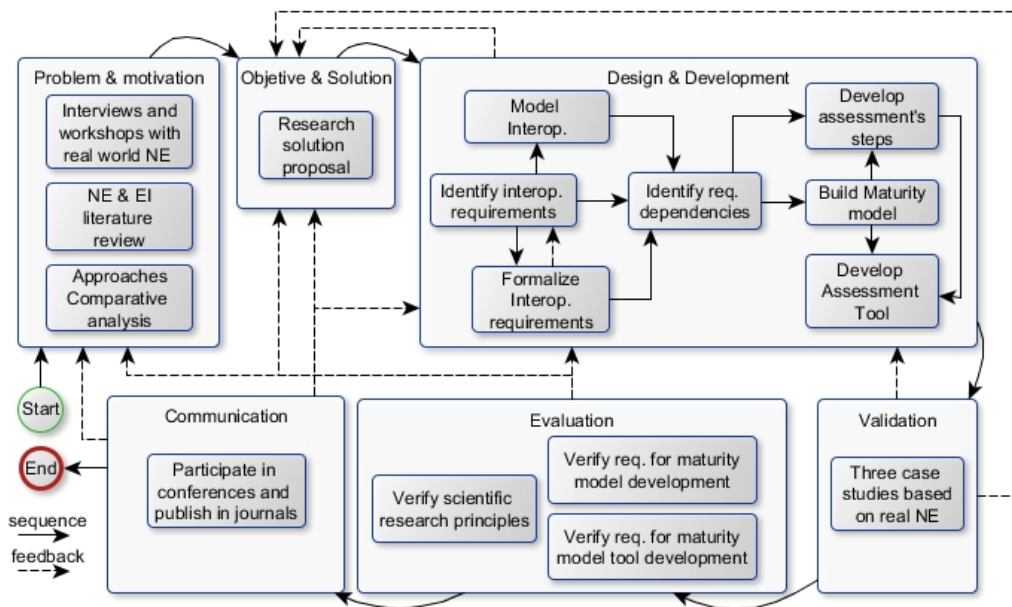 Problem & motivation
Interviews and
workshops with
real world NE
NE & EI
literature
review
Approaches
Comparative
analysis
Objetive & Solution
Research
solution
proposal
Design & Development
Model
Interop.
Identify interop.
requirements
Formalize
Interop.
requirements
Identify req.
dependencies
Develop
assessment's
steps
Build Maturity
model
Develop
Assessment
Tool
Start
End
sequence
feedback
Communication
Participate in
conferences and
publish in journals
Evaluation
Verify scientific
research principles
Verify req. for maturity
model development
Verify req. for maturity
model tool development
Validation
Three case
studies based
on real NE